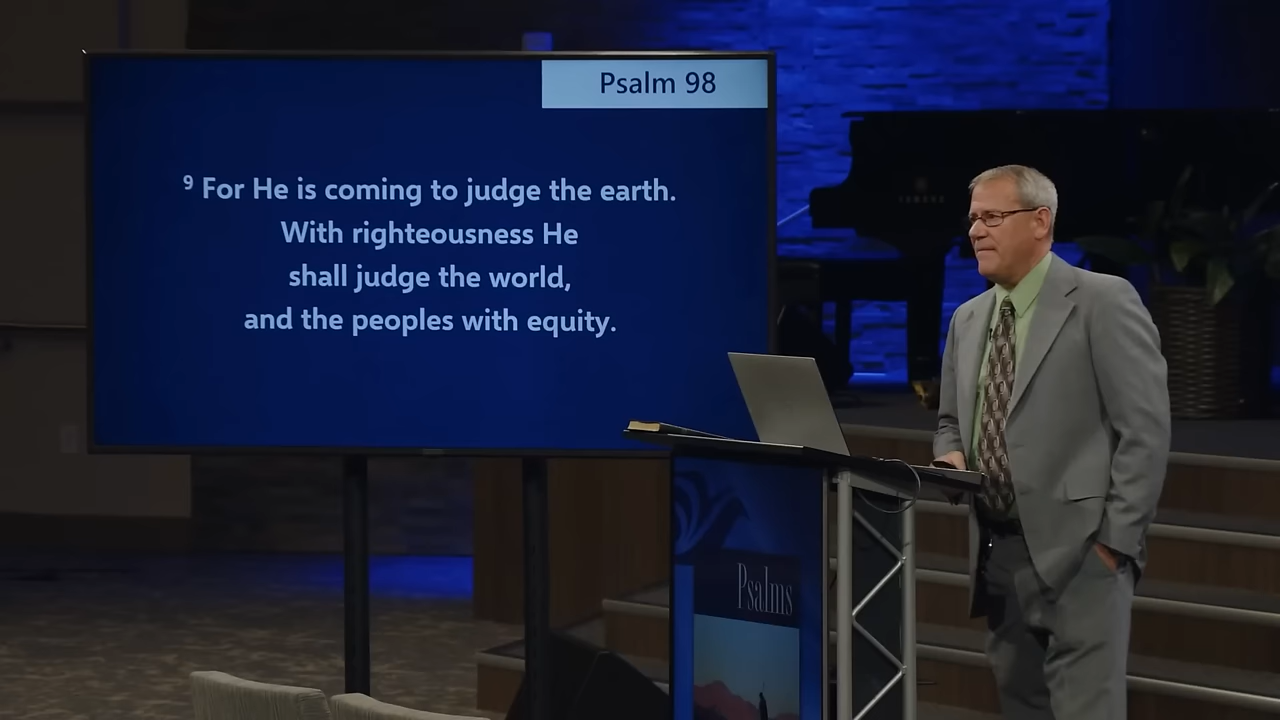 Psalm 98
9 For He is coming to judge the earth.
With righteousness He
shall judge the world,
and the peoples with equity.
Psalms
YAMAHA